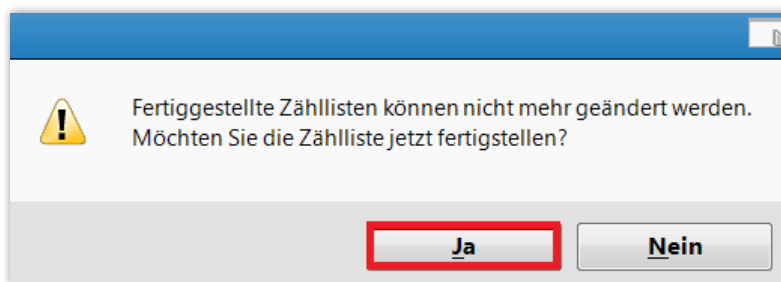 Fertiggestellte Zähllisten können nicht mehr geändert werden.
Möchten Sie die Zählliste jetzt fertigstellen?
Ja
Nein